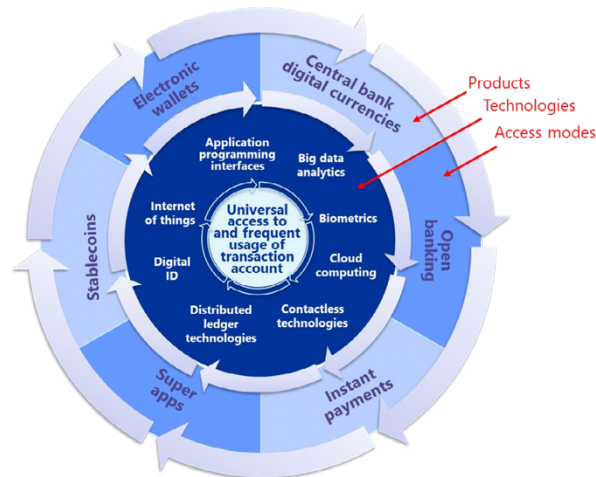 Electronic
wallets
Central bank
digital currencies
Products
Technologies
Access modes
Application
programming
interfaces
Big data
analytics
Internet
of things
Universal
access to
and frequent
usage of
transaction
account
Biometrics
Open
banking
Stablecoins
Digital
ID
Cloud
computing
Distributed
ledger
technologies
Contactless
technologies
Super
apps
Instant
payments